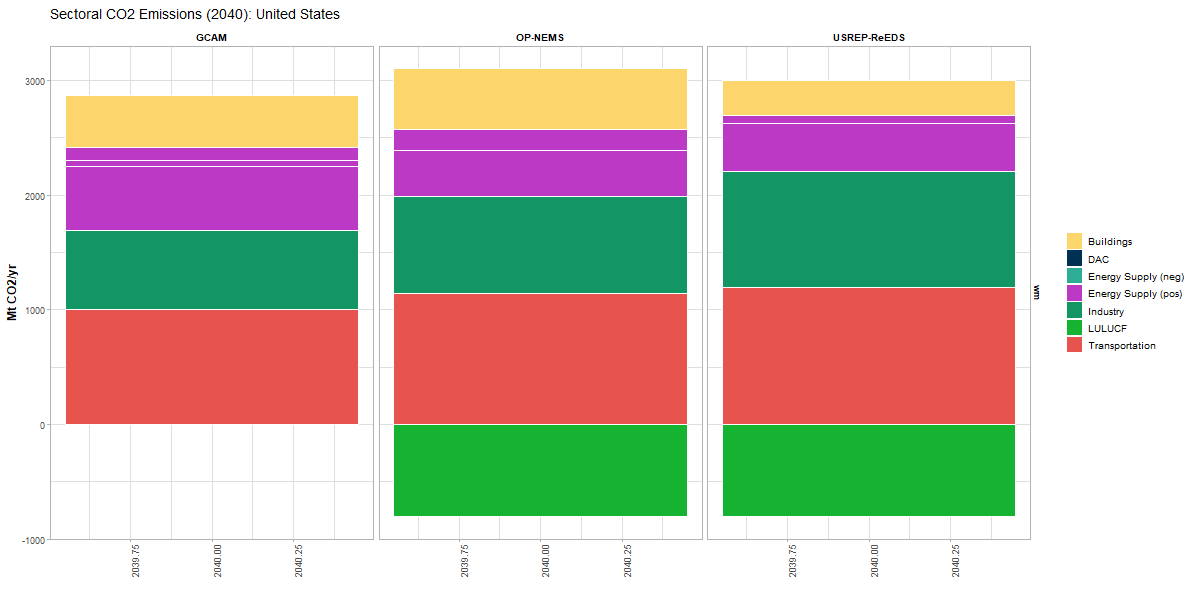 Sectoral CO2 Emissions (2040): United States
GCAM
OP-NEMS
USREP-ReEDS
Mt CO2/yr
3000
2000
1000
0
-1000
2039.75
2040.00
2040.25
2039.75
2040.00
2040.25
2039.75
2040.00
2040.25
wm
Buildings
DAC
Energy Supply (neg)
Energy Supply (pos)
Industry
LULUCF
Transportation